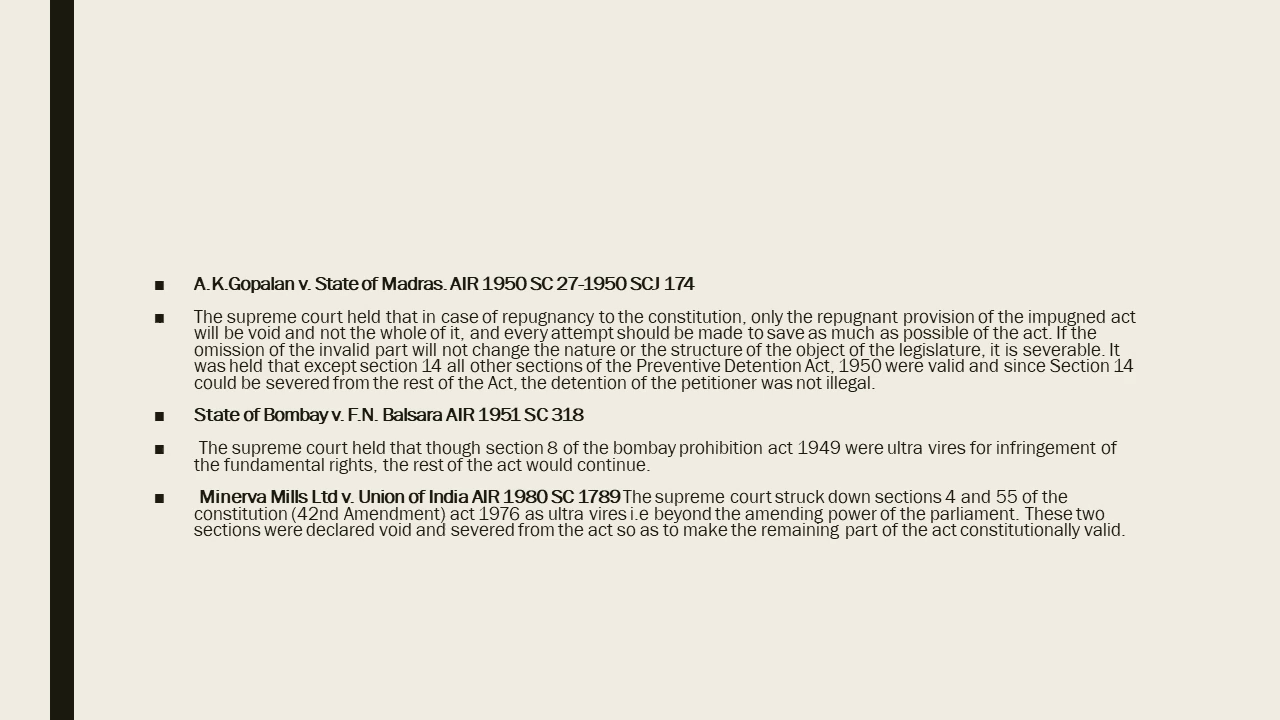 ■ A.K.Gopalan v. State of Madras. AIR 1950 SC 27-1950 SCJ 174
■ The supreme court held that in case of repugnancy to the constitution, only the repugnant provision of the impugned act
will be void and not the whole of it, and every attempt should be made to save as much as possible of the act. If the
omission of the invalid part will not change the nature or the structure of the object of the legislature, it is severable. It
was held that except section 14 all other sections of the Preventive Detention Act, 1950 were valid and since Section 14
could be severed from the rest of the Act, the detention of the petitioner was not illegal.
■ State of Bombay v. F.N. Balsara AIR 1951 SC 318
■ The supreme court held that though section 8 of the bombay prohibition act 1949 were ultra vires for infringement of
the fundamental rights, the rest of the act would continue.
■ Minerva Mills Ltd v. Union of India AIR 1980 SC 1789 The supreme court struck down sections 4 and 55 of the
constitution (42nd Amendment) act 1976 as ultra vires i.e beyond the amending power of the parliament. These two
sections were declared void and severed from the act so as to make the remaining part of the act constitutionally valid.